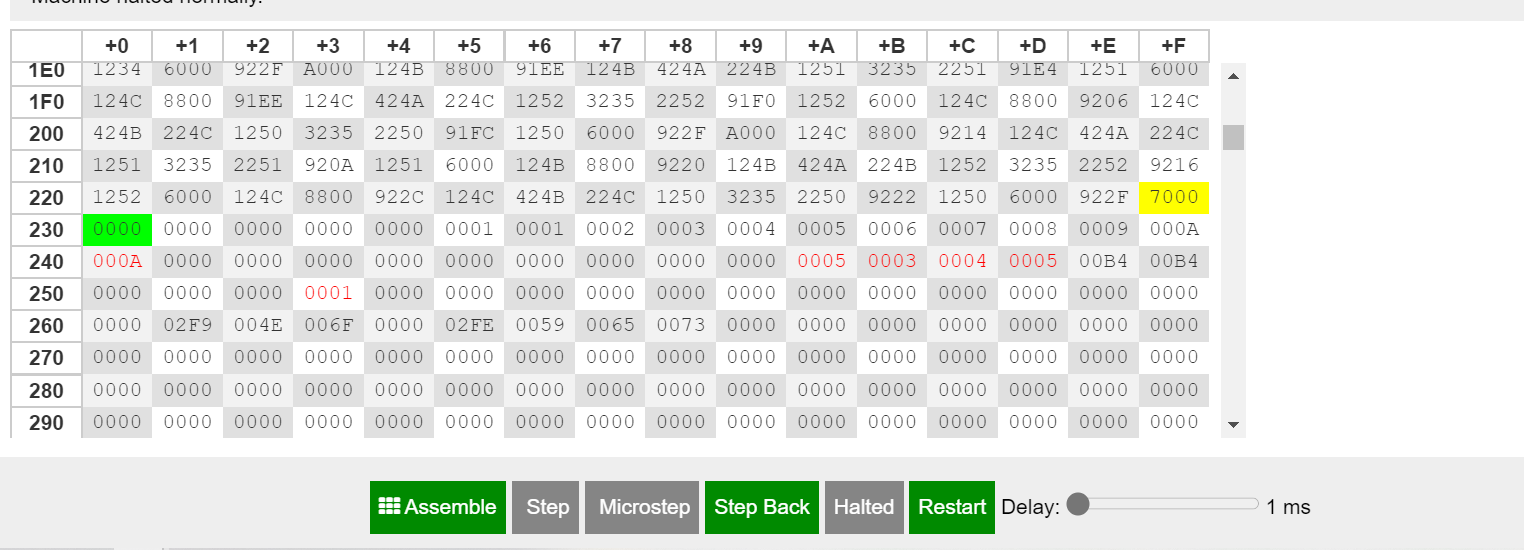 Machine halted normally.
+0 +1 +2 +3 +4 +5 +6 +7 +8 +9 +A +B +C +D +E +F
1E0 1234 6000 922F A000 124B 8800 91EE 124B 424A 224B 1251 3235 2251 91E4 1251 6000
1F0 124C 8800 91EE 124C 424A 224C 1252 3235 2252 91F0 1252 6000 124C 8800 9206 124C
200 424B 224C 1250 3235 2250 91FC 1250 6000 922F A000 124C 8800 9214 124C 424A 224C
210 1251 3235 2251 920A 1251 6000 124B 8800 9220 124B 424A 224B 1252 3235 2252 9216
220 1252 6000 124C 8800 922C 124C 424B 224C 1250 3235 2250 9222 1250 6000 922F 7000
230 0000 0000 0000 0000 0000 0001 0001 0002 0003 0004 0005 0006 0007 0008 0009 000A
240 000A 0000 0000 0000 0000 0000 0000 0000 0000 0000 0005 0003 0004 0005 00B4 00B4
250 0000 0000 0000 0001 0000 0000 0000 0000 0000 0000 0000 0000 0000 0000 0000 0000
260 0000 02F9 004E 006F 0000 02FE 0059 0065 0073 0000 0000 0000 0000 0000 0000 0000
270 0000 0000 0000 0000 0000 0000 0000 0000 0000 0000 0000 0000 0000 0000 0000 0000
280 0000 0000 0000 0000 0000 0000 0000 0000 0000 0000 0000 0000 0000 0000 0000 0000
290 0000 0000 0000 0000 0000 0000 0000 0000 0000 0000 0000 0000 0000 0000 0000 0000
Assemble Step Microstep Step Back Halted Restart Delay: 1 ms